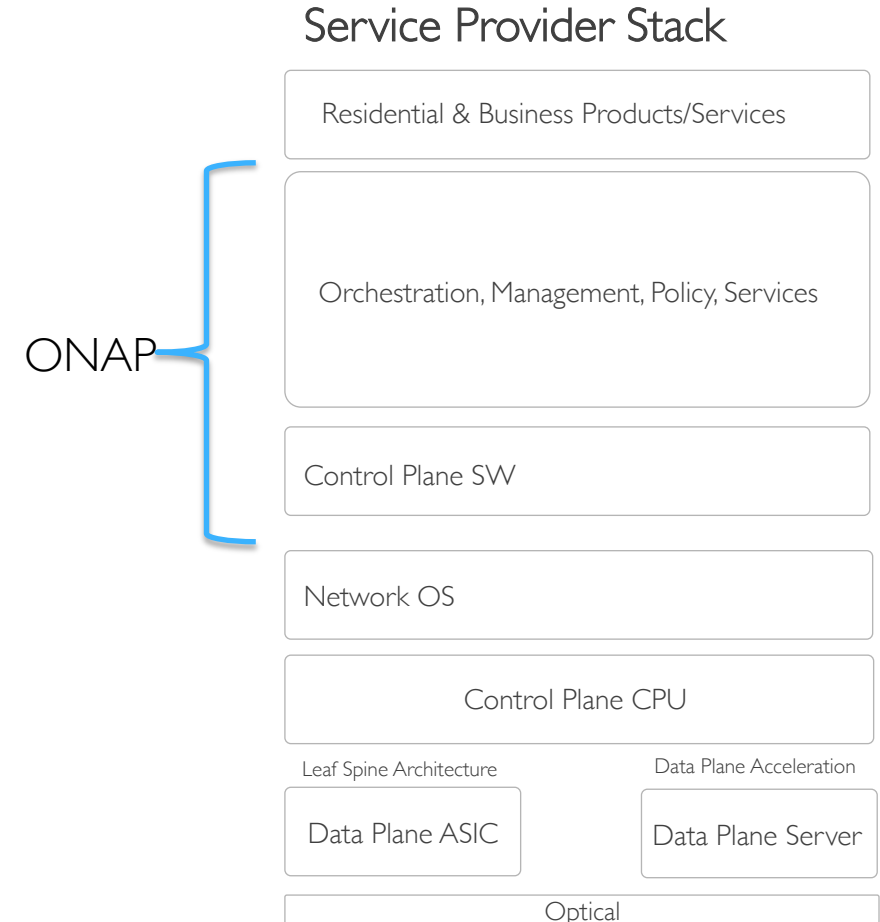 Service Provider Stack
Residential & Business Products/Services
Orchestration, Management, Policy, Services
ONAP
Control Plane SW
Network OS
Control Plane CPU
Leaf Spine Architecture
Data Plane Acceleration
Data Plane ASIC
Data Plane Server
Optical